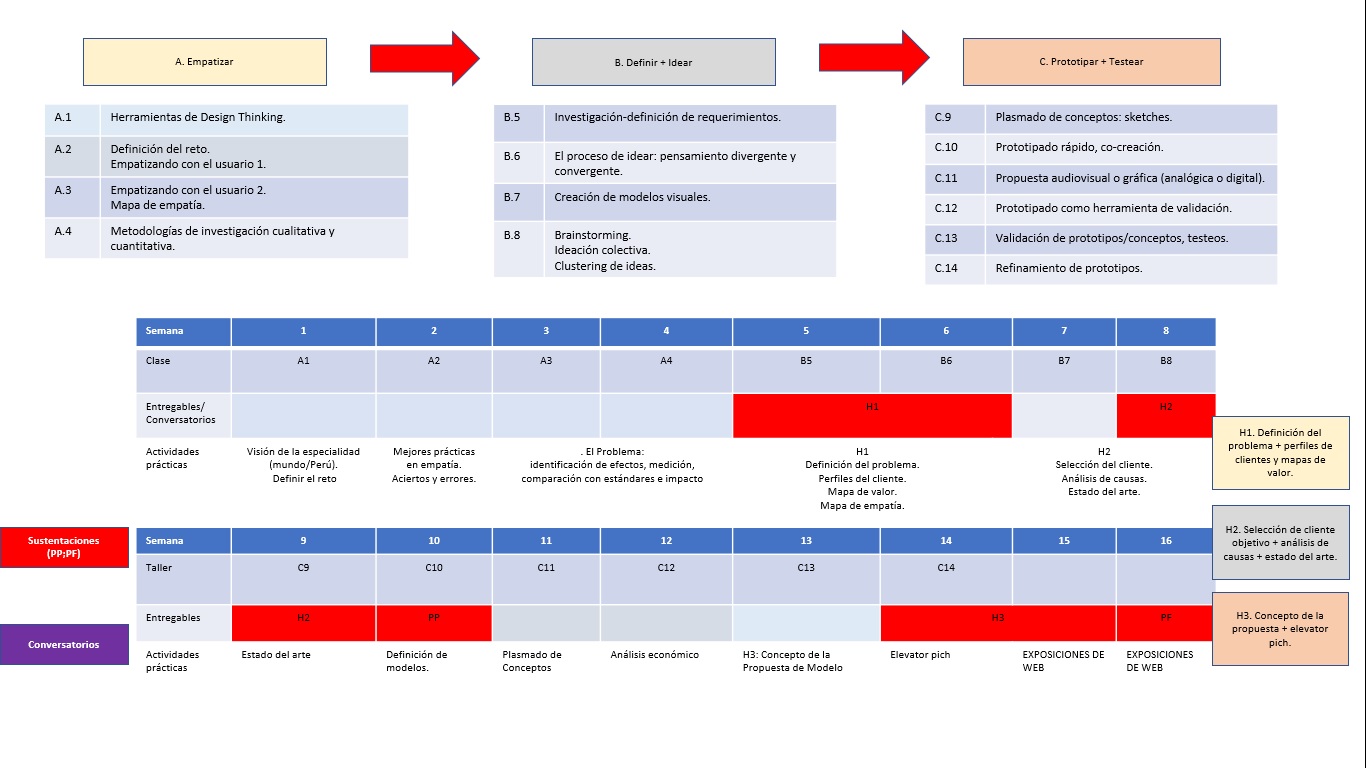 A. Empatizar
B. Definir + Idear
C. Prototipar + Testear
A.1 Herramientas de Design Thinking.
A.2 Definición del reto.
Empatizando con el usuario 1.
A.3 Empatizando con el usuario 2.
Mapa de empatía.
A.4 Metodologías de investigación cualitativa y
cuantitativa.
B.5 Investigación-definición de requerimientos.
B.6 El proceso de idear: pensamiento divergente y
convergente.
B.7 Creación de modelos visuales.
B.8 Brainstorming.
Ideación colectiva.
Clustering de ideas.
C.9 Plasmado de conceptos: sketches.
C.10 Prototipado rápido, co-creación.
C.11 Propuesta audiovisual o gráfica (analógica o digital).
C.12 Prototipado como herramienta de validación.
C.13 Validación de prototipos/conceptos, testeos.
C.14 Refinamiento de prototipos.
Semana 1 2 3 4 5 6 7 8
Clase A1 A2 A3 A4 B5 B6 B7 B8
Entregables/
Conversatorios
H1 H2
Actividades
prácticas
Visión de la especialidad
(mundo/Perú).
Definir el reto
Mejores prácticas
en empatía.
Aciertos y errores.
. El Problema:
identificación de efectos, medición,
comparación con estándares e impacto
H1
Definición del problema.
Perfiles del cliente.
Mapa de valor.
Mapa de empatía.
H2
Selección del cliente.
Análisis de causas.
Estado del arte.
H1. Definición del
problema + perfiles de
clientes y mapas de
valor.
H2. Selección de cliente
objetivo + análisis de
causas + estado del arte.
H3. Concepto de la
propuesta + elevator
pich.
Sustentaciones
(PP;PF)
Conversatorios
Semana 9 10 11 12 13 14 15 16
Taller C9 C10 C11 C12 C13 C14
Entregables H2 PP H3 PF
Actividades
prácticas
Estado del arte
Definición de
modelos.
Plasmado de
Conceptos
Análisis económico
H3: Concepto de la
Propuesta de Modelo
Elevator pich
EXPOSICIONES DE
WEB
EXPOSICIONES
DE WEB